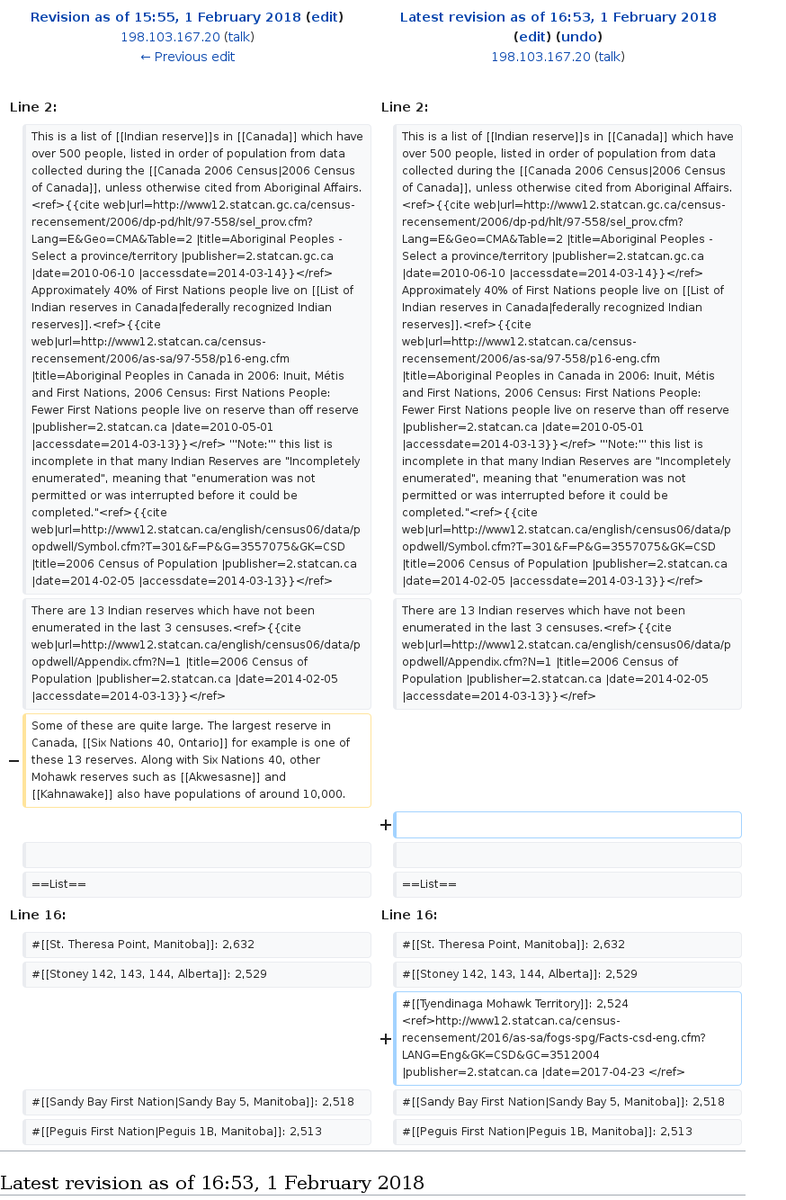 Revision as of 15:55, 1 February 2018 (edit)
198.103.167.20 (talk)
← Previous edit
Latest revision as of 16:53, 1 February 2018
(edit) (undo)
198.103.167.20 (talk)
Line 2:
Line 2:
This is a list of [[Indian reserve]]s in [[Canada]] which have
over 500 people, listed in order of population from data
collected during the [[Canada 2006 Census|2006 Census
of Canada]], unless otherwise cited from Aboriginal Affairs.
<ref>{{cite web|url=http://www12.statcan.gc.ca/census-
recensement/2006/dp-pd/hlt/97-558/sel_prov.cfm?
Lang=E&Geo=CMA&Table=2 |title=Aboriginal Peoples -
Select a province/territory |publisher=2.statcan.gc.ca
|date=2010-06-10 |accessdate=2014-03-14}}</ref>
Approximately 40% of First Nations people live on [[List of
Indian reserves in Canada|federally recognized Indian
reserves]].<ref>{{cite
web|url=http://www12.statcan.ca/census-
recensement/2006/as-sa/97-558/p16-eng.cfm
|title=Aboriginal Peoples in Canada in 2006: Inuit, Métis
and First Nations, 2006 Census: First Nations People:
Fewer First Nations people live on reserve than off reserve
|publisher=2.statcan.ca |date=2010-05-01
|accessdate=2014-03-13}}</ref> '''Note:''' this list is
incomplete in that many Indian Reserves are "Incompletely
enumerated", meaning that "enumeration was not
permitted or was interrupted before it could be
completed."<ref>{{cite
web|url=http://www12.statcan.ca/english/census06/data/p
opdwell/Symbol.cfm?T=301&F=P&G=3557075&GK=CSD
|title=2006 Census of Population |publisher=2.statcan.ca
|date=2014-02-05 |accessdate=2014-03-13}}</ref>
This is a list of [[Indian reserve]]s in [[Canada]] which have
over 500 people, listed in order of population from data
collected during the [[Canada 2006 Census|2006 Census
of Canada]], unless otherwise cited from Aboriginal Affairs.
<ref>{{cite web|url=http://www12.statcan.gc.ca/census-
recensement/2006/dp-pd/hlt/97-558/sel_prov.cfm?
Lang=E&Geo=CMA&Table=2 |title=Aboriginal Peoples -
Select a province/territory |publisher=2.statcan.gc.ca
|date=2010-06-10 |accessdate=2014-03-14}}</ref>
Approximately 40% of First Nations people live on [[List of
Indian reserves in Canada|federally recognized Indian
reserves]].<ref>{{cite
web|url=http://www12.statcan.ca/census-
recensement/2006/as-sa/97-558/p16-eng.cfm
|title=Aboriginal Peoples in Canada in 2006: Inuit, Métis
and First Nations, 2006 Census: First Nations People:
Fewer First Nations people live on reserve than off reserve
|publisher=2.statcan.ca |date=2010-05-01
|accessdate=2014-03-13}}</ref> '''Note:''' this list is
incomplete in that many Indian Reserves are "Incompletely
enumerated", meaning that "enumeration was not
permitted or was interrupted before it could be
completed."<ref>{{cite
web|url=http://www12.statcan.ca/english/census06/data/p
opdwell/Symbol.cfm?T=301&F=P&G=3557075&GK=CSD
|title=2006 Census of Population |publisher=2.statcan.ca
|date=2014-02-05 |accessdate=2014-03-13}}</ref>
There are 13 Indian reserves which have not been
enumerated in the last 3 censuses.<ref>{{cite
web|url=http://www12.statcan.ca/english/census06/data/p
opdwell/Appendix.cfm?N=1 |title=2006 Census of
Population |publisher=2.statcan.ca |date=2014-02-05
|accessdate=2014-03-13}}</ref>
There are 13 Indian reserves which have not been
enumerated in the last 3 censuses.<ref>{{cite
web|url=http://www12.statcan.ca/english/census06/data/p
opdwell/Appendix.cfm?N=1 |title=2006 Census of
Population |publisher=2.statcan.ca |date=2014-02-05
|accessdate=2014-03-13}}</ref>
−
Some of these are quite large. The largest reserve in
Canada, [[Six Nations 40, Ontario]] for example is one of
these 13 reserves. Along with Six Nations 40, other
Mohawk reserves such as [[Akwesasne]] and
[[Kahnawake]] also have populations of around 10,000.
+
==List==
==List==
Line 16:
Line 16:
#[[St. Theresa Point, Manitoba]]: 2,632
#[[St. Theresa Point, Manitoba]]: 2,632
#[[Stoney 142, 143, 144, Alberta]]: 2,529
#[[Stoney 142, 143, 144, Alberta]]: 2,529
+
#[[Tyendinaga Mohawk Territory]]: 2,524
<ref>http://www12.statcan.ca/census-
recensement/2016/as-sa/fogs-spg/Facts-csd-eng.cfm?
LANG=Eng&GK=CSD&GC=3512004
|publisher=2.statcan.ca |date=2017-04-23 </ref>
#[[Sandy Bay First Nation|Sandy Bay 5, Manitoba]]: 2,518
#[[Sandy Bay First Nation|Sandy Bay 5, Manitoba]]: 2,518
#[[Peguis First Nation|Peguis 1B, Manitoba]]: 2,513
#[[Peguis First Nation|Peguis 1B, Manitoba]]: 2,513
Latest revision as of 16:53, 1 February 2018